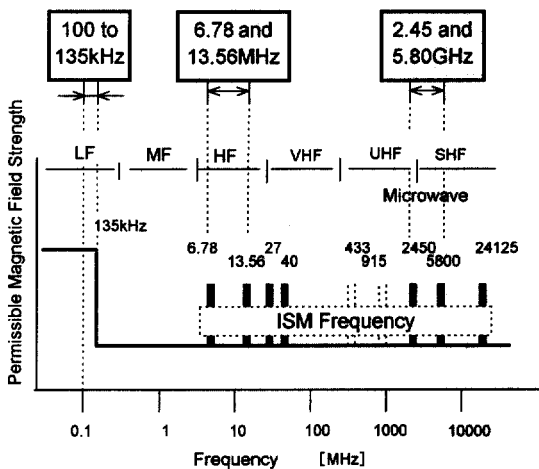 100 to
135kHz
6.78 and
13.56MHz
2.45 and
5.80GHz
LF MF HF VHF UHF SHF
Microwave
Permissible Magnetic Field Strength
135kHz
6.78 27 433 2450 24125
13.56 40 915 5800
ISM Frequency
0.1 1 10 100 1000 10000
Frequency [MHz]